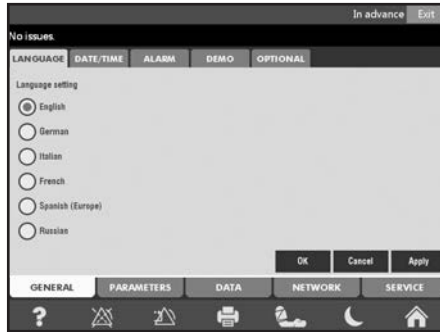 In advance Exit
No issues.
LANGUAGE DATE/TIME ALARM DEMO OPTIONAL
Language setting
English
German
Italian
French
Spanish (Europe)
Russian
OK Cancel Apply
GENERAL PARAMETERS DATA NETWORK SERVICE
?